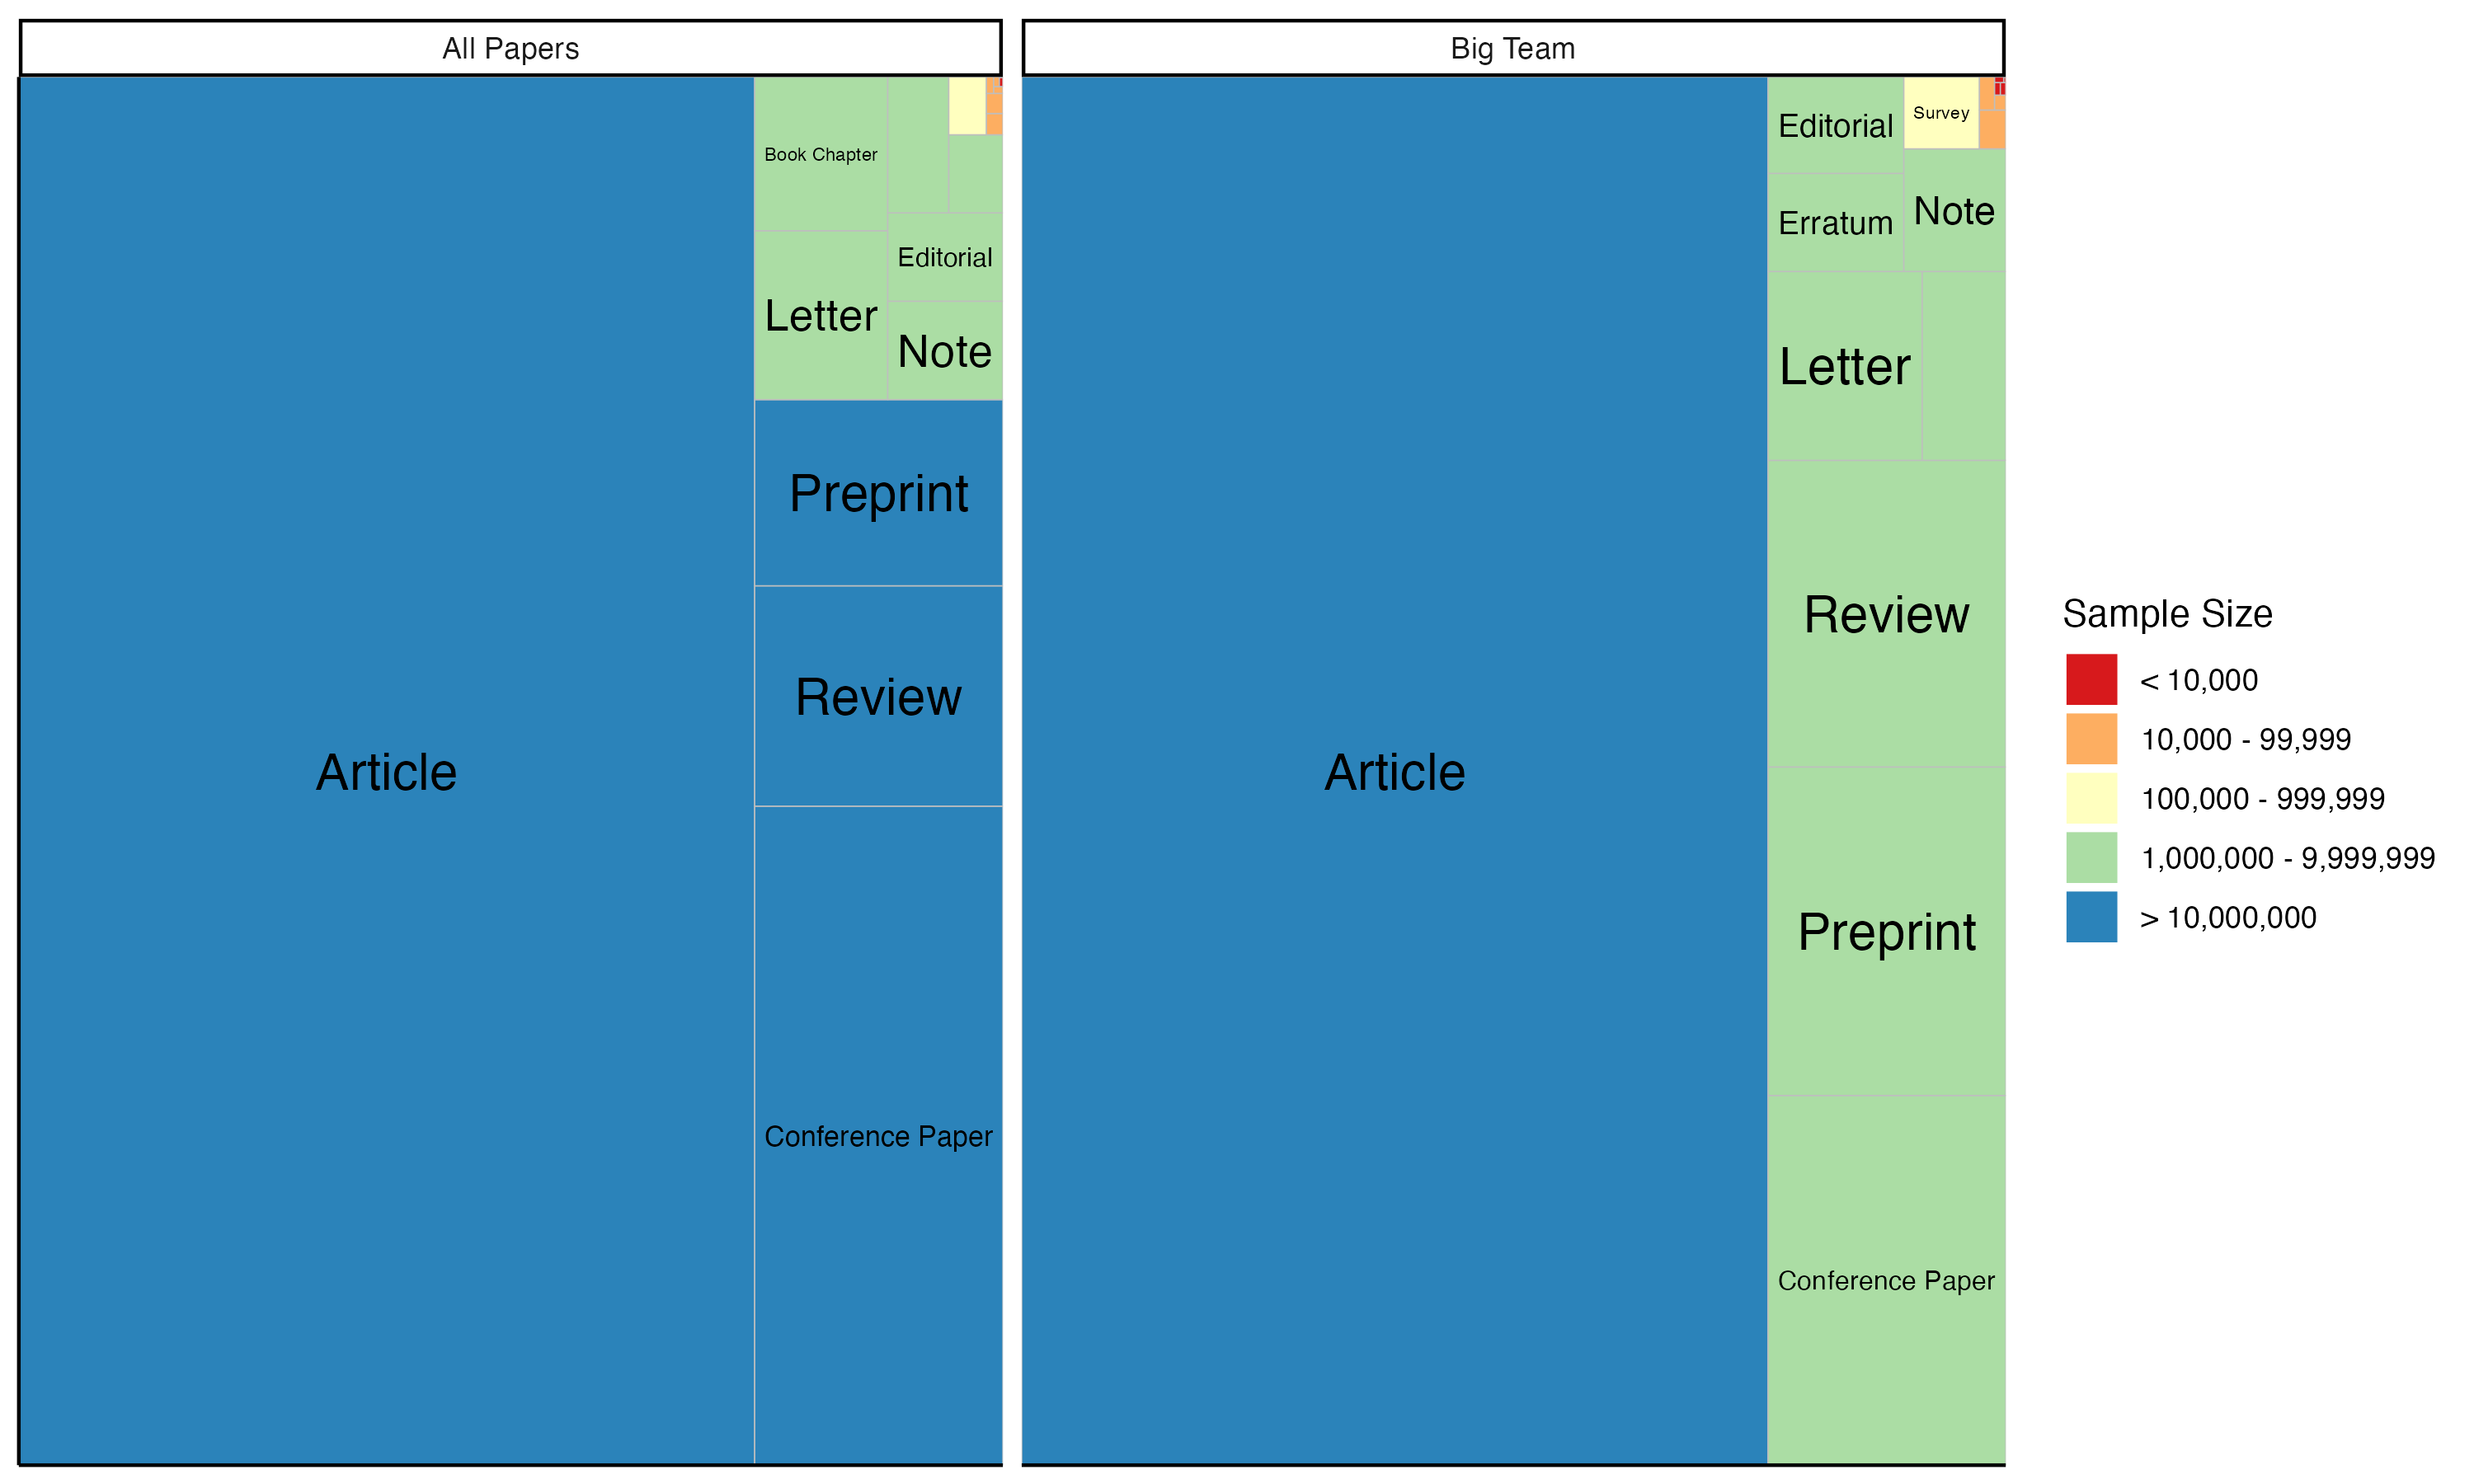 All Papers
Book Chapter
Editorial
Letter
Note
Preprint
Review
Article
Conference Paper
Big Team
Editorial
Survey
Erratum
Note
Letter
Review
Article
Preprint
Conference Paper
Sample Size
< 10,000
10,000 - 99,999
100,000 - 999,999
1,000,000 - 9,999,999
> 10,000,000